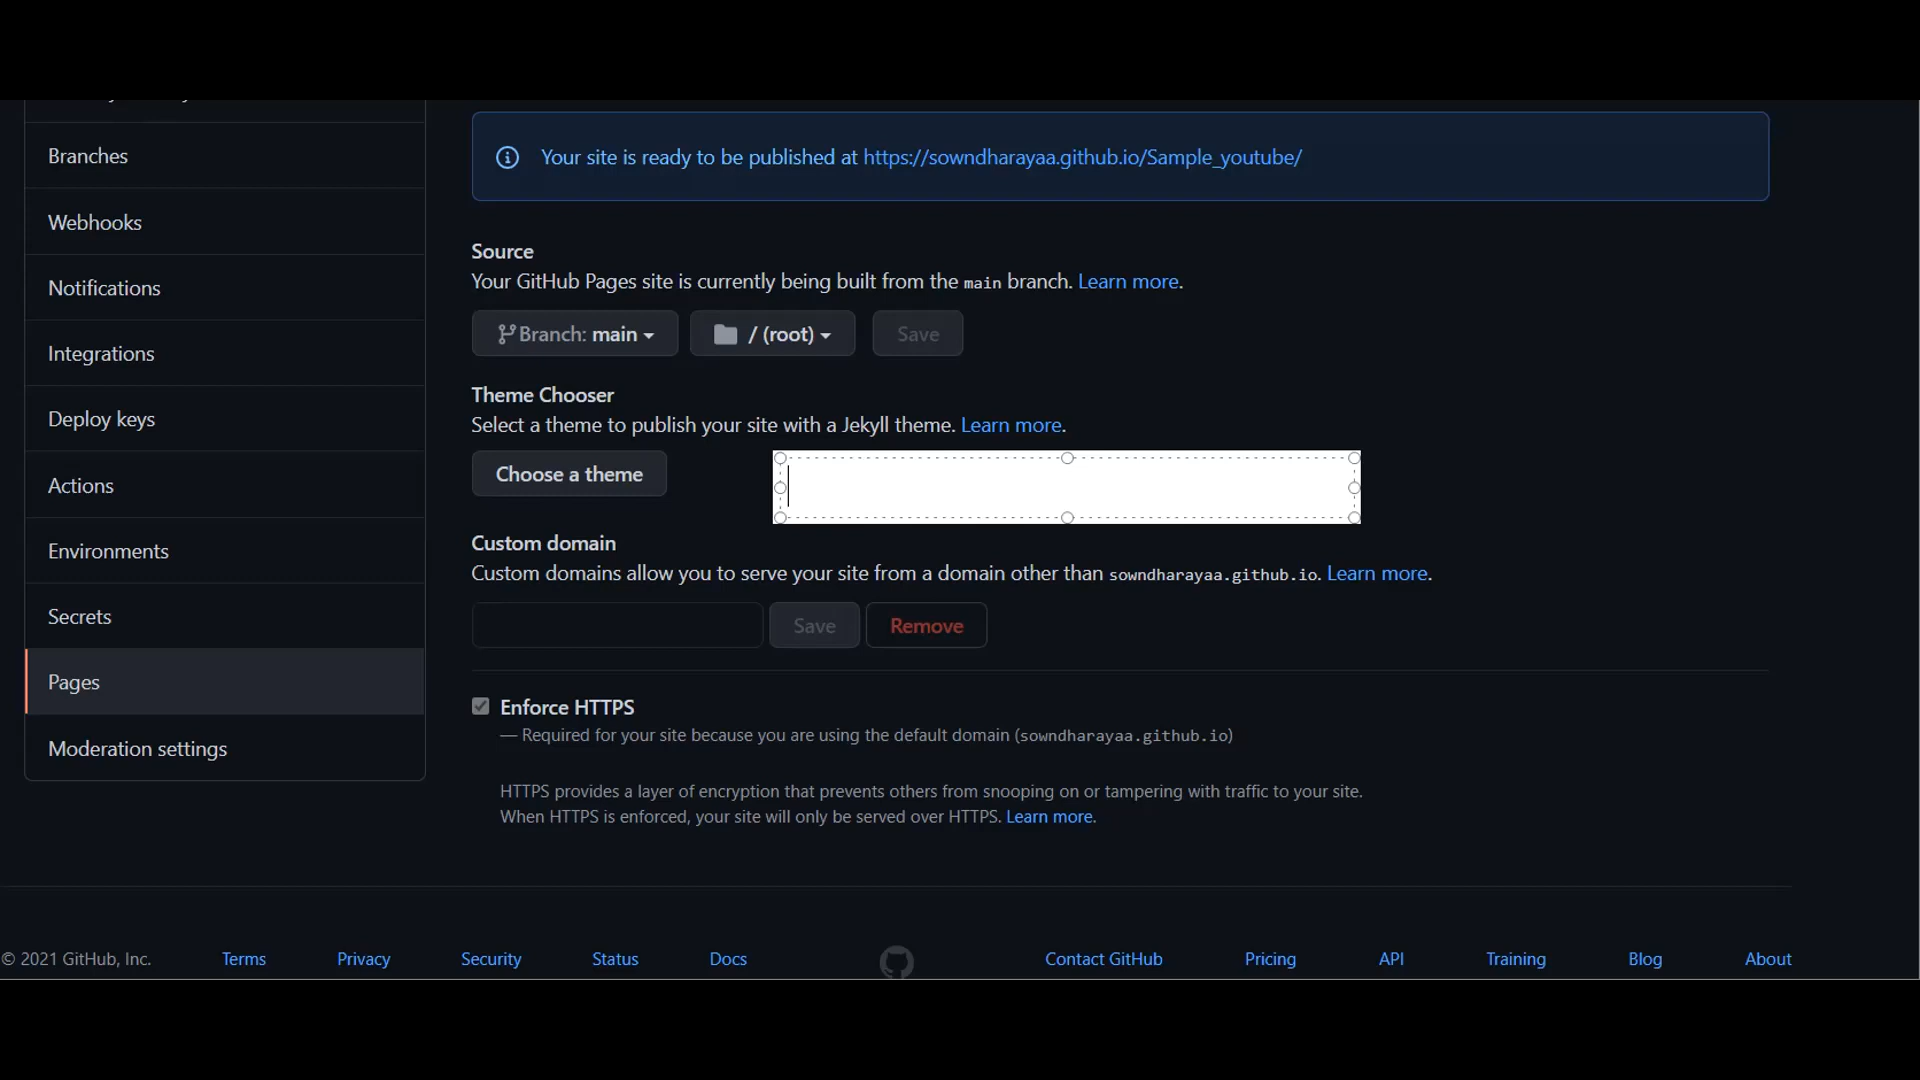 Branches
Webhooks
Notifications
Integrations
Deploy keys
Actions
Environments
Secrets
Pages
Moderation settings
Your site is ready to be published at https://sowndharayaa.github.io/Sample_youtube/
Source
Your GitHub Pages site is currently being built from the main branch. Learn more.
Branch: main
/ (root)
Save
Theme Chooser
Select a theme to publish your site with a Jekyll theme. Learn more.
Choose a theme
Custom domain
Custom domains allow you to serve your site from a domain other than sowndharayaa.github.io. Learn more.
Save
Remove
Enforce HTTPS
— Required for your site because you are using the default domain (sowndharayaa.github.io)
HTTPS provides a layer of encryption that prevents others from snooping on or tampering with traffic to your site.
When HTTPS is enforced, your site will only be served over HTTPS. Learn more.
© 2021 GitHub, Inc.
Terms
Privacy
Security
Status
Docs
Contact GitHub
Pricing
API
Training
Blog
About